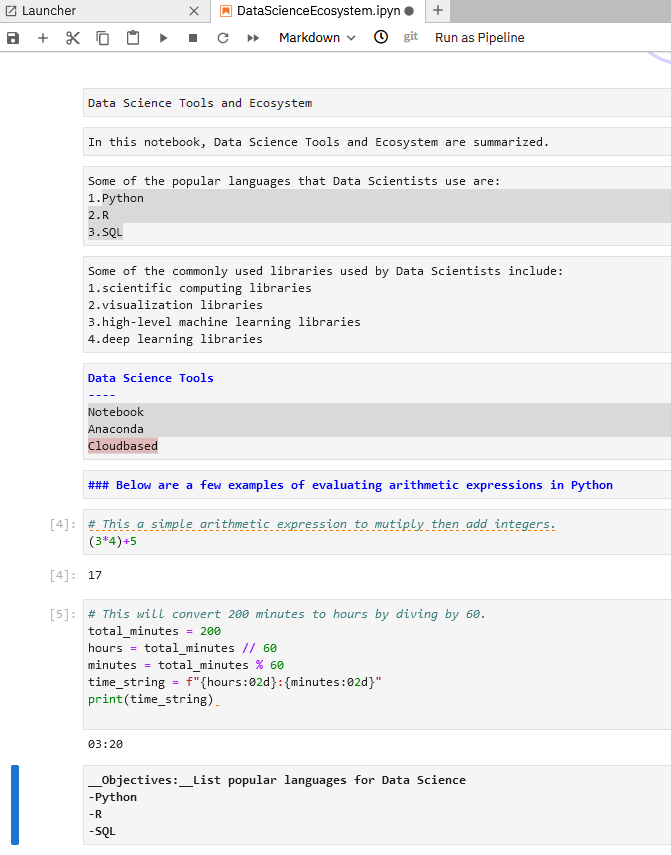 Launcher
DataScienceEcosystem.ipyn
Markdown git Run as Pipeline
Data Science Tools and Ecosystem
In this notebook, Data Science Tools and Ecosystem are summarized.
Some of the popular languages that Data Scientists use are:
1.Python
2.R
3.SQL
Some of the commonly used libraries used by Data Scientists include:
1.scientific computing libraries
2.visualization libraries
3.high-level machine learning libraries
4.deep learning libraries
Data Science Tools
----
Notebook
Anaconda
Cloudbased
### Below are a few examples of evaluating arithmetic expressions in Python
[4]: # This a simple arithmetic expression to mutiply then add integers.
(3*4)+5
[4]: 17
[5]: # This will convert 200 minutes to hours by diving by 60.
total_minutes = 200
hours = total_minutes // 60
minutes = total_minutes % 60
time_string = f"{hours:02d}:{minutes:02d}"
print(time_string)
03:20
__Objectives:__List popular languages for Data Science
-Python
-R
-SQL